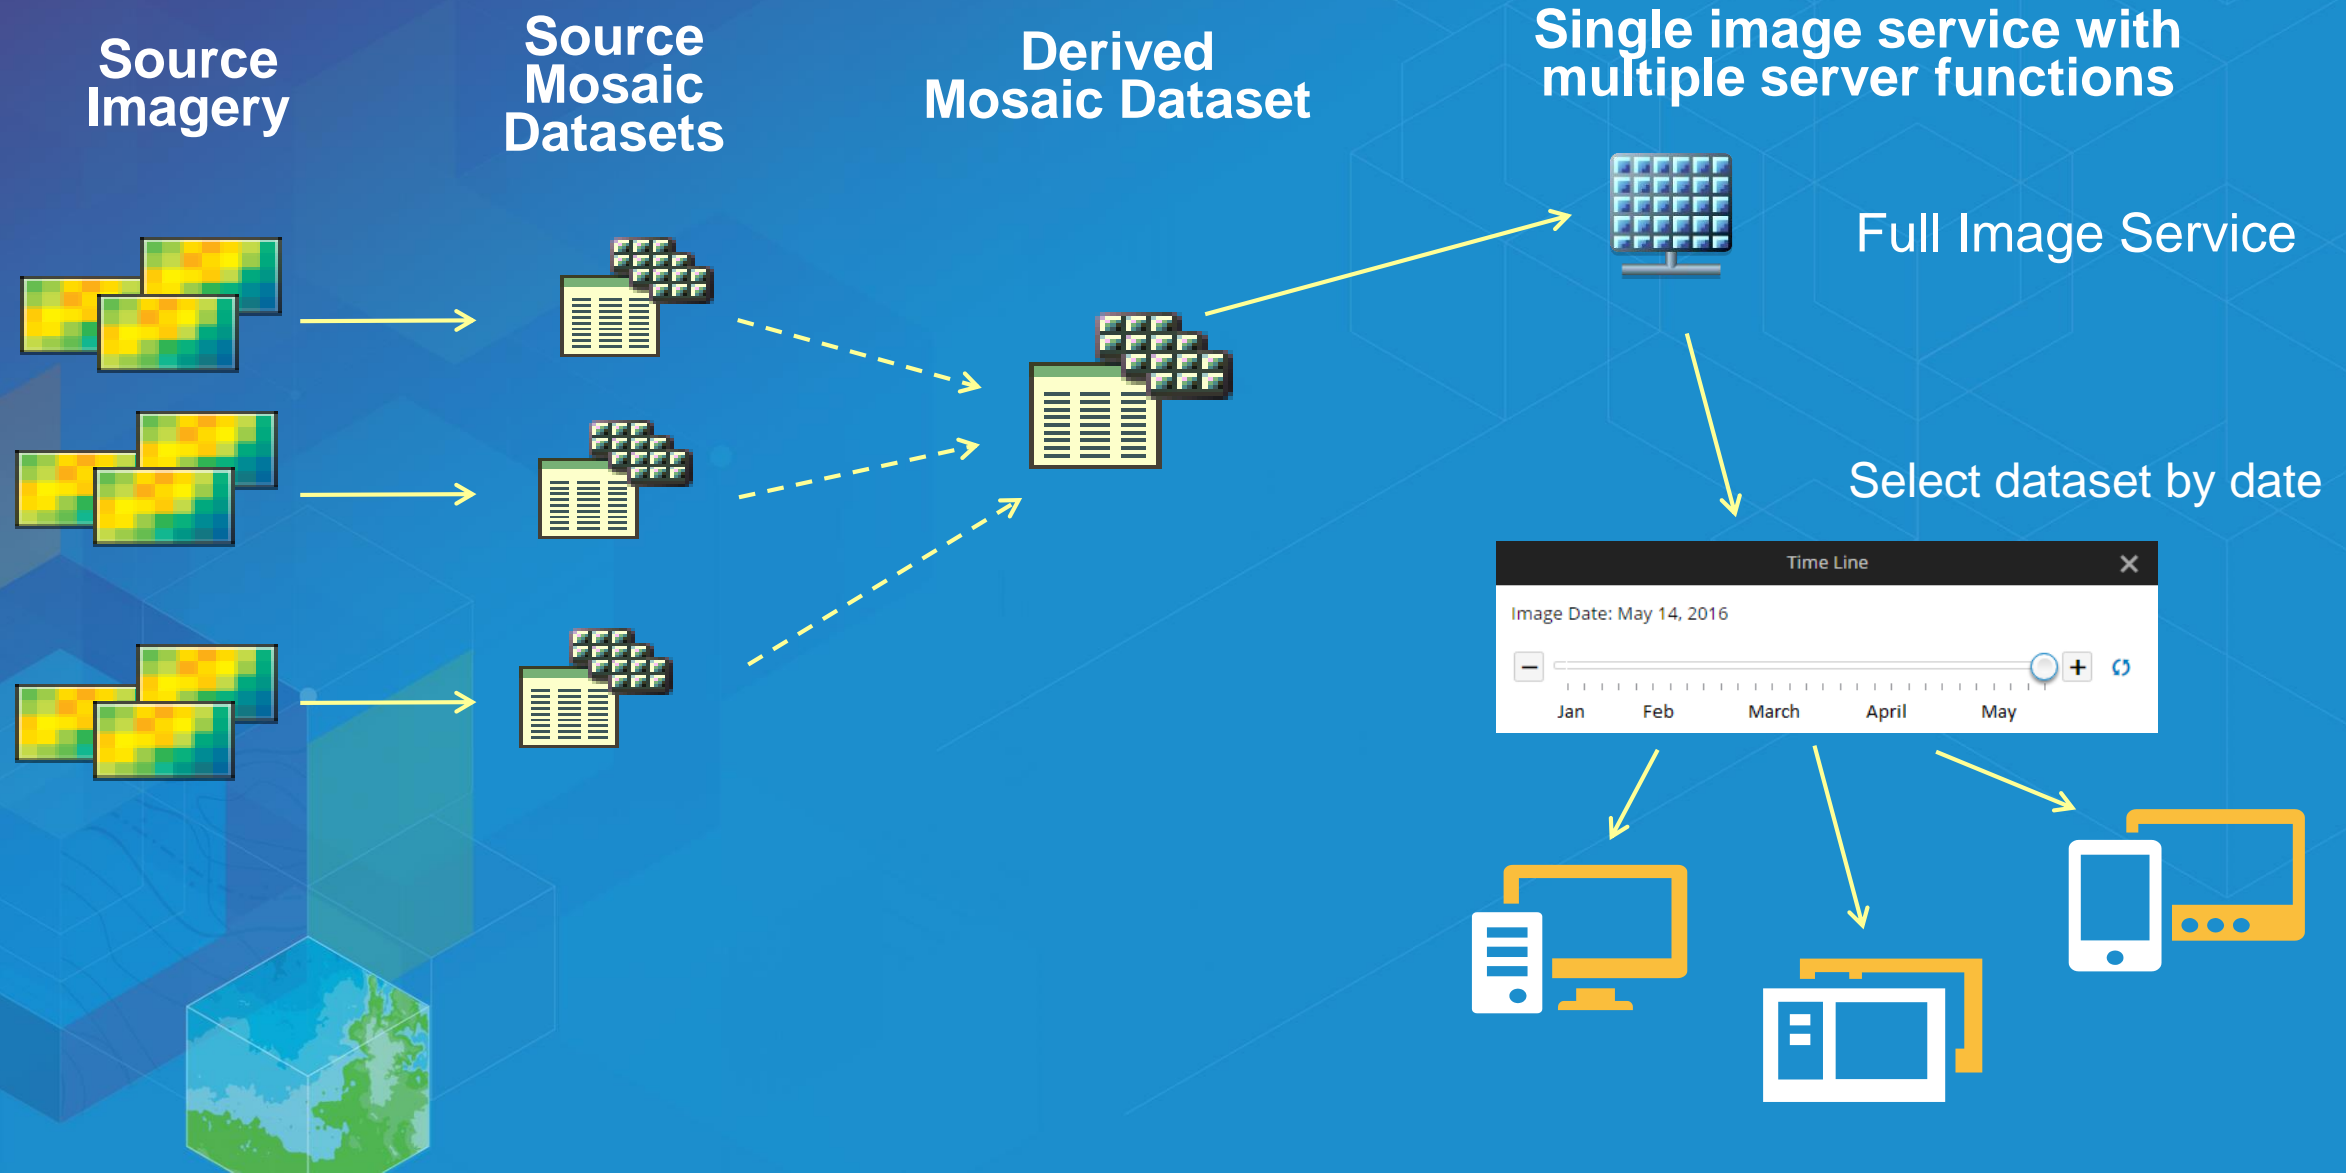 Source
Imagery
Source
Mosaic
Datasets
Derived
Mosaic Dataset
Single image service with
multiple server functions
Full Image Service
Select dataset by date
Time Line
Image Date: May 14, 2016
Jan Feb March April May